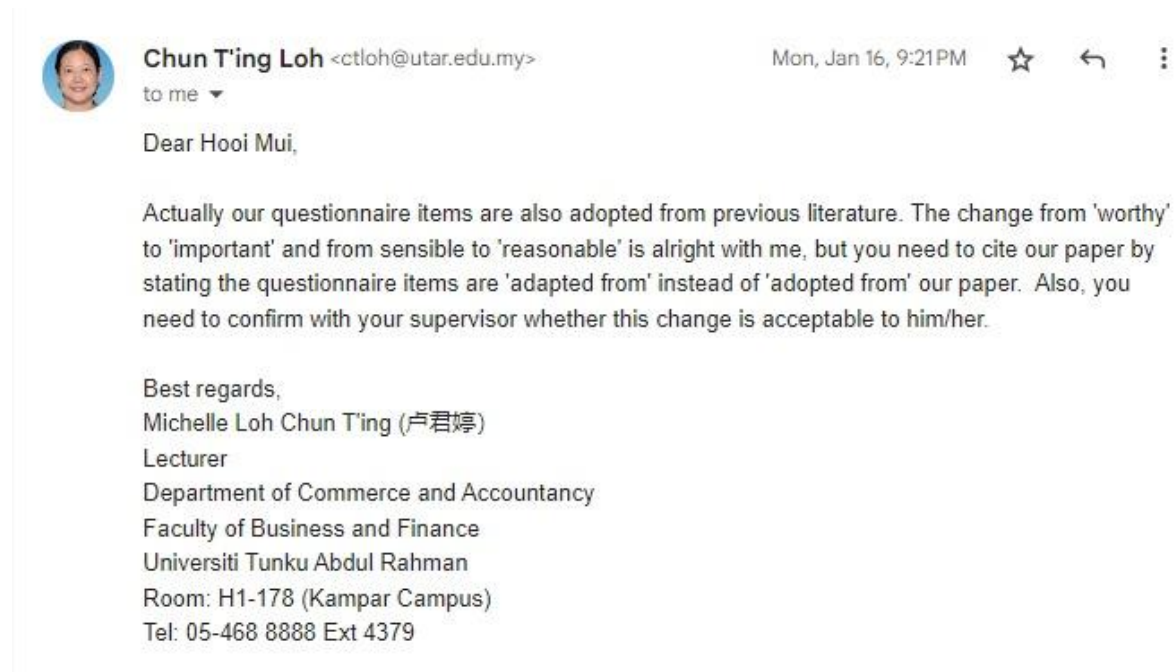 Chun T'ing Loh <ctloh@utar.edu.my> Mon, Jan 16, 9:21 PM
to me
Dear Hooi Mui,
Actually our questionnaire items are also adopted from previous literature. The change from 'worthy'
to 'important' and from sensible to 'reasonable' is alright with me, but you need to cite our paper by
stating the questionnaire items are 'adapted from' instead of 'adopted from' our paper.  Also, you
need to confirm with your supervisor whether this change is acceptable to him/her.
Best regards,
Michelle Loh Chun T'ing (卢君婷)
Lecturer
Department of Commerce and Accountancy
Faculty of Business and Finance
Universiti Tunku Abdul Rahman
Room: H1-178 (Kampar Campus)
Tel: 05-468 8888 Ext 4379